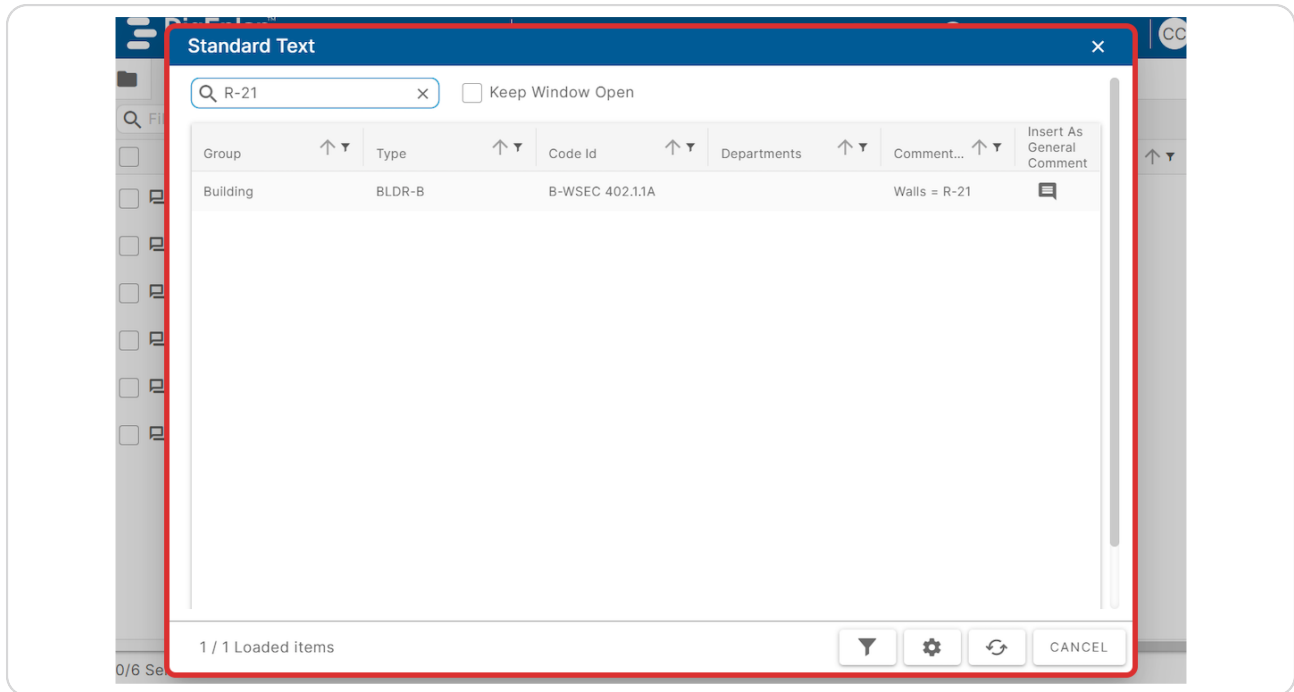 CC
Standard Text
R-21
Keep Window Open
Group
Type
Code Id
Departments
Comment...
Insert As
General
Comment
Building
BLDR-B
B-WSEC 402.1.1A
Walls = R-21
1 / 1 Loaded items
CANCEL
0/6 Se